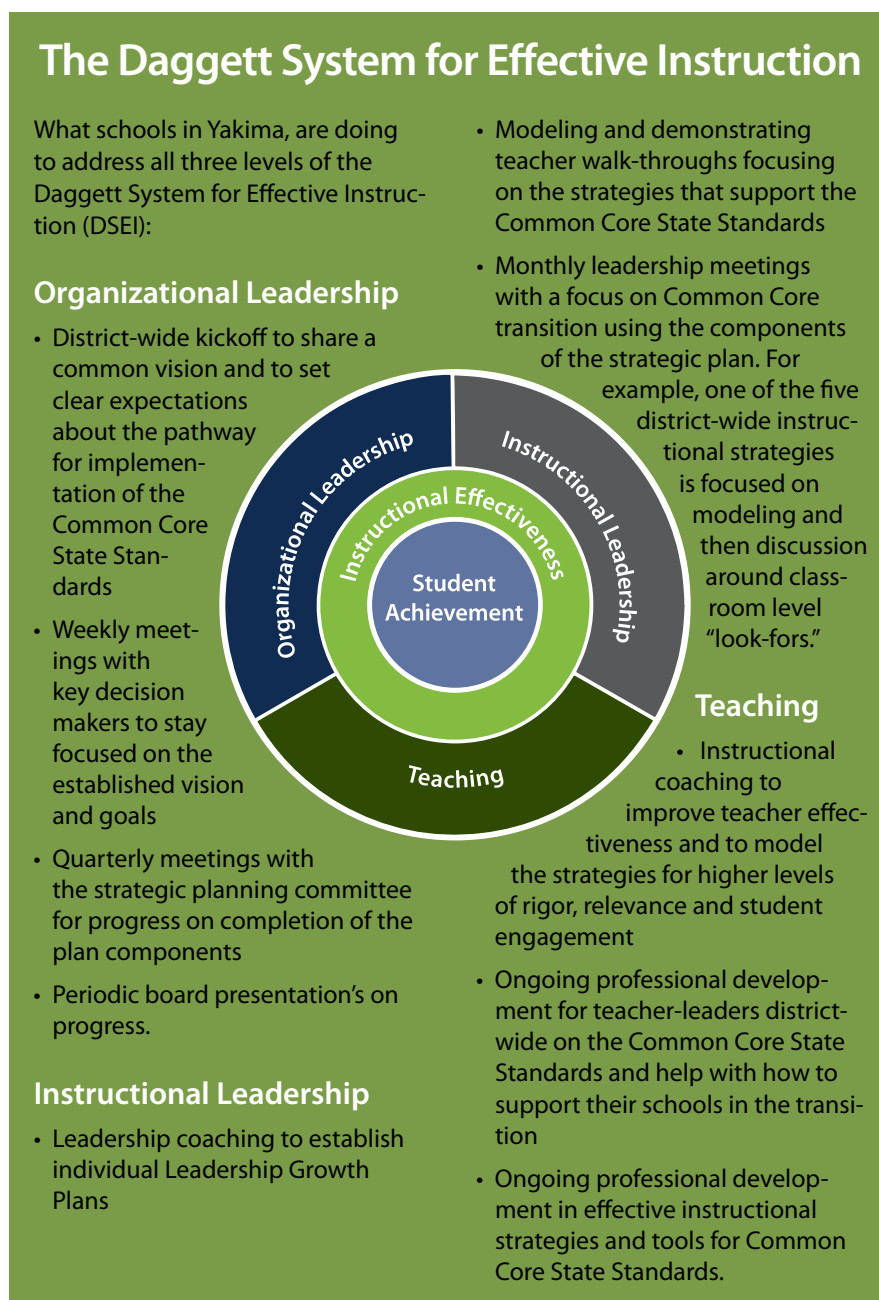 The Daggett System for Effective Instruction
What schools in Yakima, are doing
to address all three levels of the
Daggett System for Effective Instruc-
tion (DSEI):
Organizational Leadership
• District-wide kickoff to share a
common vision and to set
clear expectations
about the pathway
for implemen-
tation of the
Common Core
State Stan-
dards
• Weekly meet-
ings with
key decision
makers to stay
focused on the
established vision
and goals
• Quarterly meetings with
the strategic planning committee
for progress on completion of the
plan components
• Periodic board presentation's on
progress.
Instructional Leadership
• Leadership coaching to establish
individual Leadership Growth
Plans
• Modeling and demonstrating
teacher walk-throughs focusing
on the strategies that support the
Common Core State Standards
• Monthly leadership meetings
with a focus on Common Core
transition using the components
of the strategic plan. For
example, one of the five
district-wide instruc-
tional strategies
is focused on
modeling and
then discussion
around class-
room level
“look-fors.”
Teaching
• Instructional
coaching to
improve teacher effec-
tiveness and to model
the strategies for higher levels
of rigor, relevance and student
engagement
• Ongoing professional develop-
ment for teacher-leaders district-
wide on the Common Core State
Standards and help with how to
support their schools in the transi-
tion
• Ongoing professional develop-
ment in effective instructional
strategies and tools for Common
Core State Standards.
Organizational Leadership
Instructional Leadership
Instructional Effectiveness
Student
Achievement
Teaching